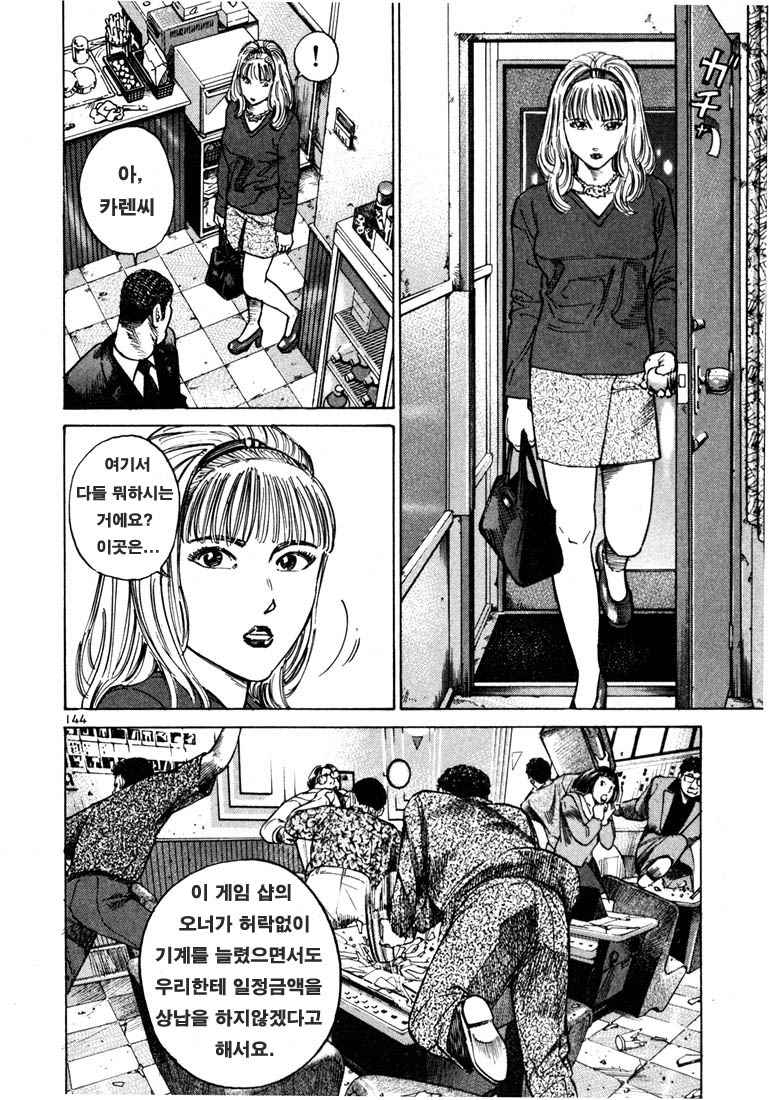 ガチャ
!
아,
카렌씨
여기서
다들 뭐하시는
거에요?
이곳은...
144
이 게임 샵의
오너가 허락없이
기계를 늘렸으면서도
우리한테 일정금액을
상납을 하지않겠다고
해서요.